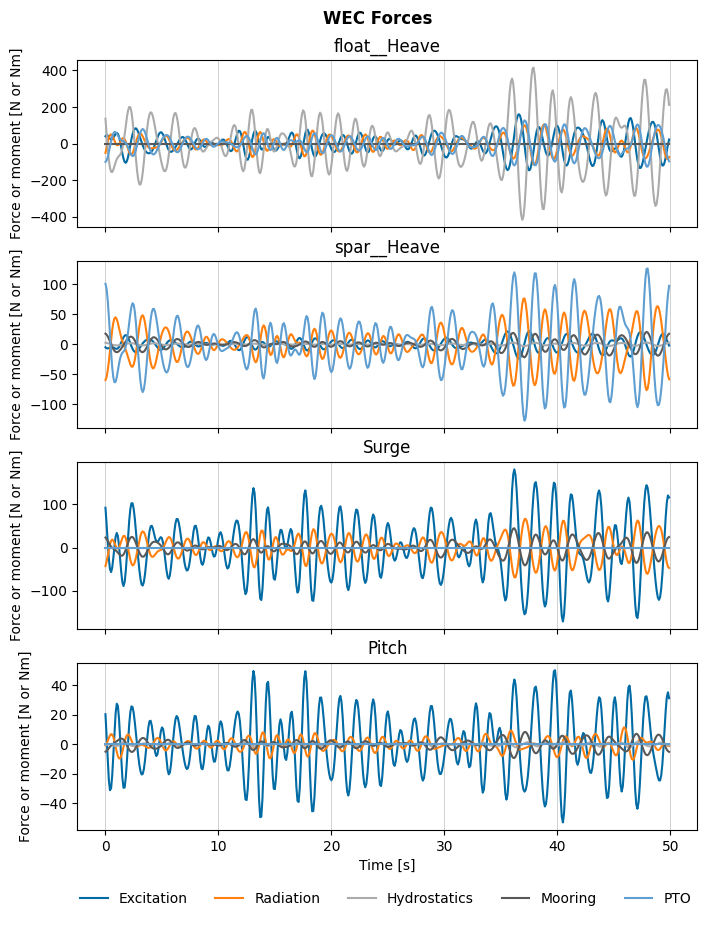 WEC Forces
float__Heave
Force or moment [N or Nm]
400
200
0
−200
−400
spar__Heave
Force or moment [N or Nm]
100
50
0
−50
−100
Surge
Force or moment [N or Nm]
100
0
−100
Pitch
Force or moment [N or Nm]
40
20
0
−20
−40
0 10 20 30 40 50
Time [s]
Excitation Radiation Hydrostatics Mooring PTO